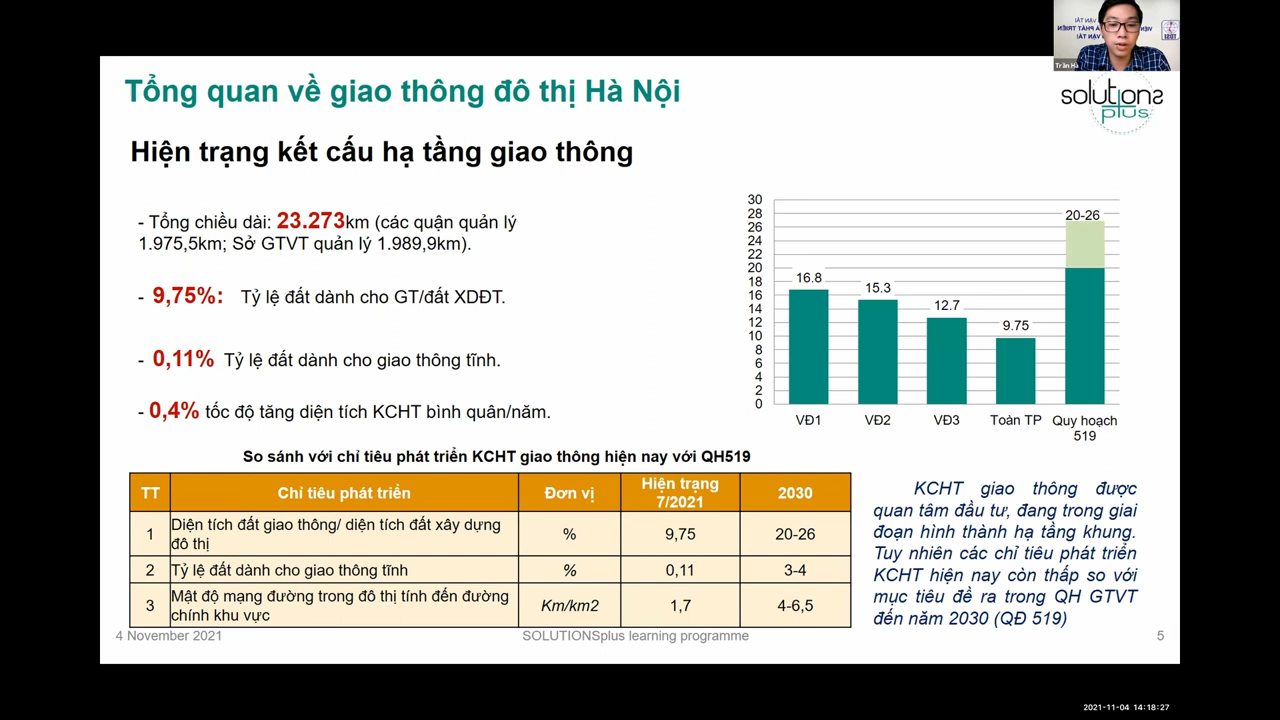 VẬN TẢI
VIỆN
À PHÁT TRIỂN
VẬN TẢI
TDSI
Trần Hà
solutions
plus
Tổng quan về giao thông đô thị Hà Nội
Hiện trạng kết cấu hạ tầng giao thông
- Tổng chiều dài: 23.273km (các quận quản lý
1.975,5km; Sở GTVT quản lý 1.989,9km).
- 9,75%: Tỷ lệ đất dành cho GT/đất XDĐT.
- 0,11% Tỷ lệ đất dành cho giao thông tĩnh.
- 0,4% tốc độ tăng diện tích KCHT bình quân/năm.
30
28
26
24
22
20
18
16
14
12
10
8
6
4
2
0
16.8
15.3
12.7
9.75
20-26
VĐ1 VĐ2 VĐ3 Toàn TP Quy hoạch
519
So sánh với chỉ tiêu phát triển KCHT giao thông hiện nay với QH519
TT Chỉ tiêu phát triển Đơn vị Hiện trạng 2030
7/2021
1 Diện tích đất giao thông/ diện tích đất xây dựng % 9,75 20-26
đô thị
2 Tỷ lệ đất dành cho giao thông tĩnh % 0,11 3-4
3 Mật độ mạng đường trong đô thị tính đến đường Km/km2 1,7 4-6,5
chính khu vực
KCHT giao thông được
quan tâm đầu tư, đang trong giai
đoạn hình thành hạ tầng khung.
Tuy nhiên các chỉ tiêu phát triển
KCHT hiện nay còn thấp so với
mục tiêu đề ra trong QH GTVT
đến năm 2030 (QĐ 519)
4 November 2021 SOLUTIONSplus learning programme 5
2021-11-04 14:18:27